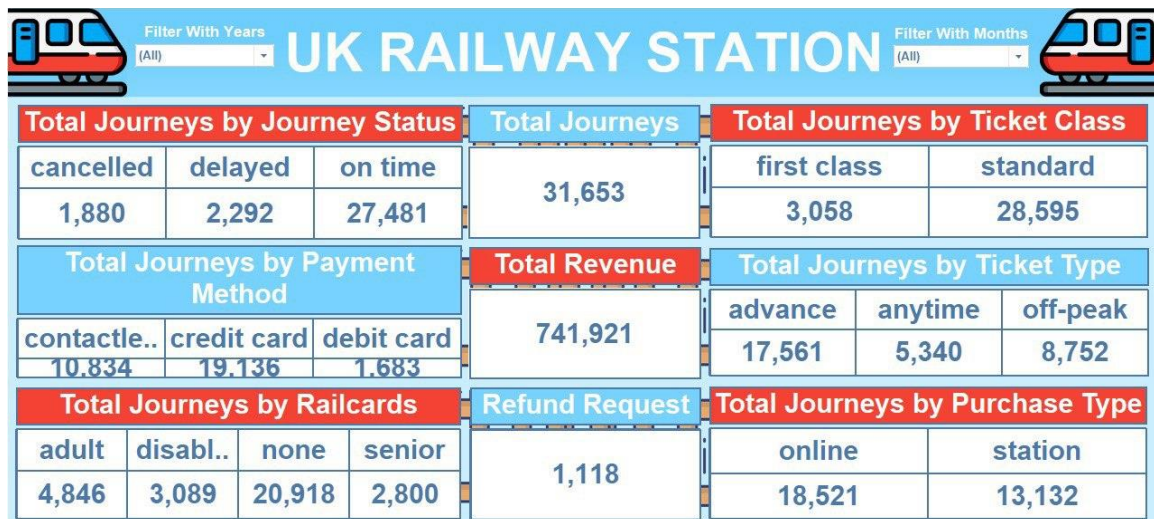 Filter With Years
(All)
UK RAILWAY STATION
Filter With Months
(All)
Total Journeys by Journey Status
cancelled delayed on time
1,880 2,292 27,481
Total Journeys
31,653
Total Journeys by Ticket Class
first class standard
3,058 28,595
Total Journeys by Payment
Method
contactle.. credit card debit card
10,834 19,136 1,683
Total Revenue
741,921
Total Journeys by Ticket Type
advance anytime off-peak
17,561 5,340 8,752
Total Journeys by Railcards
adult disabl.. none senior
4,846 3,089 20,918 2,800
Refund Request
1,118
Total Journeys by Purchase Type
online station
18,521 13,132